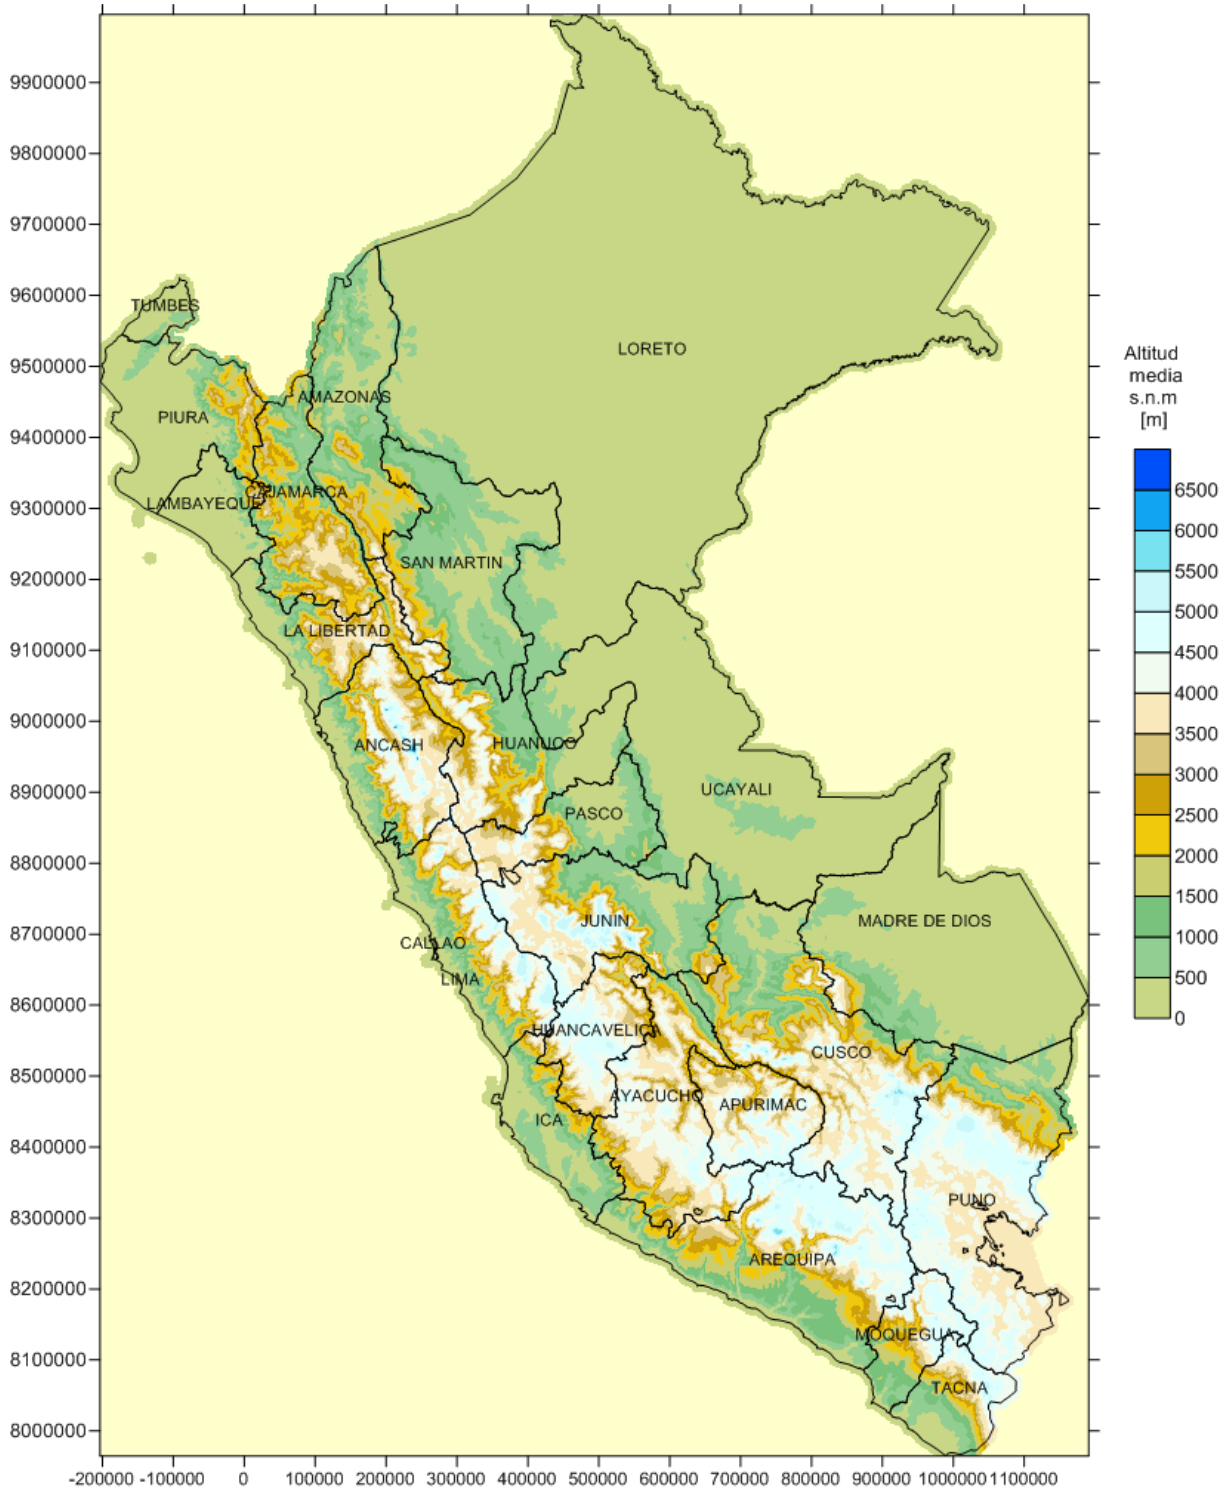 9900000
9800000
9700000
9600000
9500000
9400000
9300000
9200000
9100000
9000000
8900000
8800000
8700000
8600000
8500000
8400000
8300000
8200000
8100000
8000000
-200000 -100000 0 100000 200000 300000 400000 500000 600000 700000 800000 900000 1000000 1100000
TUMBES
LORETO
AMAZONAS
PIURA
CAJAMARCA
LAMBAYEQUE
SAN MARTIN
LA LIBERTAD
ANCASH
HUANUCO
UCAYALI
PASCO
JUNIN
MADRE DE DIOS
CALLAO
LIMA
HUANCAVELICA
CUSCO
AYACUCHO
APURIMAC
ICA
PUNO
AREQUIPA
MOQUEGUA
TACNA
Altitud
media
s.n.m
[m]
6500
6000
5500
5000
4500
4000
3500
3000
2500
2000
1500
1000
500
0